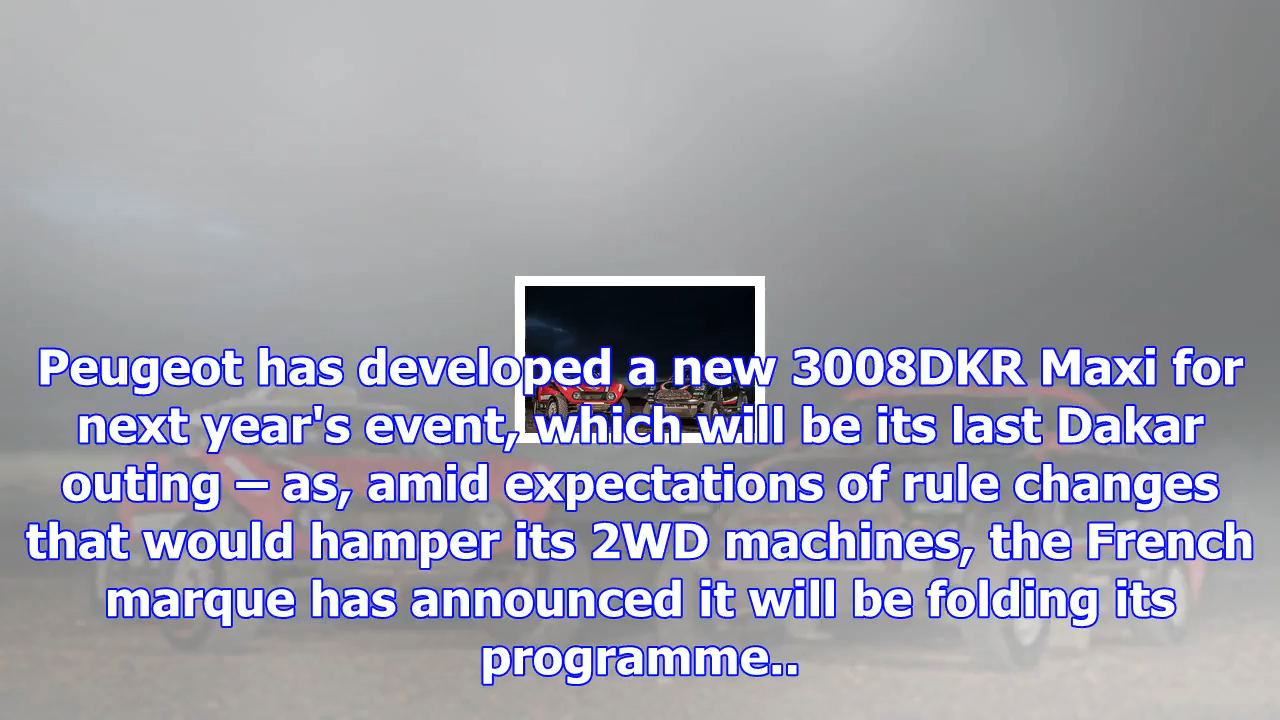 Peugeot has developed a new 3008DKR Maxi for
next year's event, which will be its last Dakar
outing – as, amid expectations of rule changes
that would hamper its 2WD machines, the French
marque has announced it will be folding its
programme..